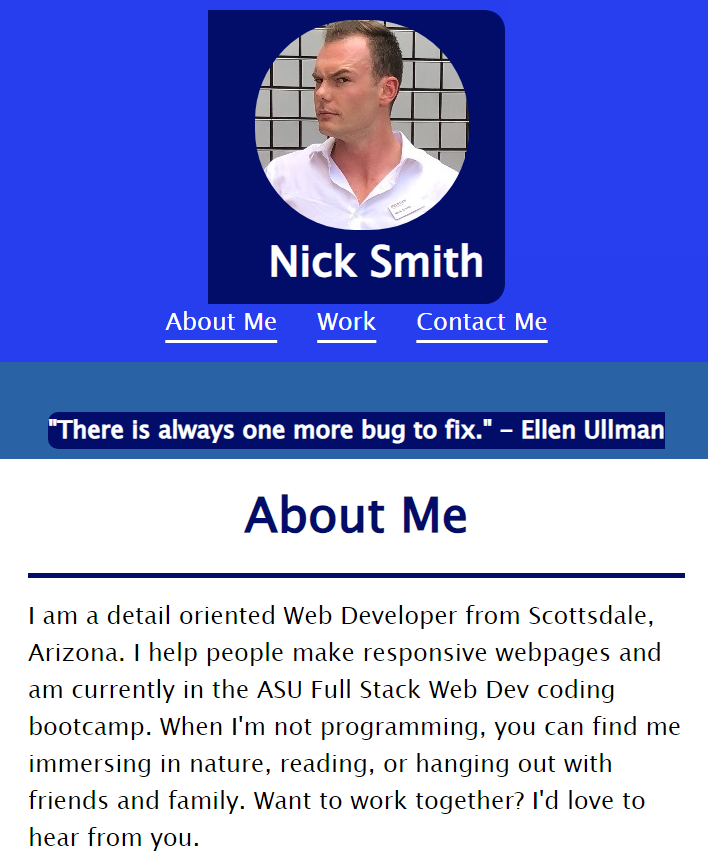 Nick Smith
About Me Work Contact Me
"There is always one more bug to fix." – Ellen Ullman
About Me
I am a detail oriented Web Developer from Scottsdale,
Arizona. I help people make responsive webpages and
am currently in the ASU Full Stack Web Dev coding
bootcamp. When I'm not programming, you can find me
immersing in nature, reading, or hanging out with
friends and family. Want to work together? I'd love to
hear from you.